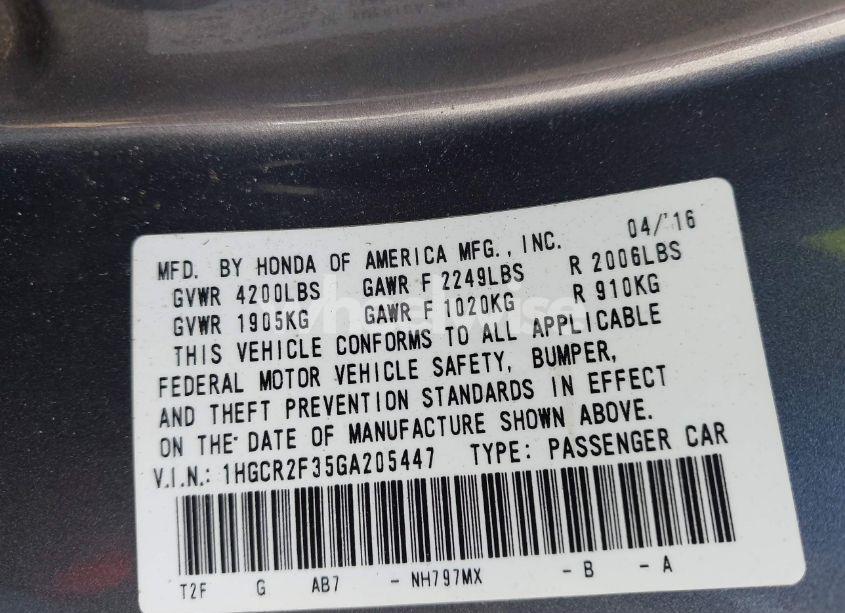 MFD. BY HONDA OF AMERICA MFG., INC. 04/'16
GVWR 4200LBS GAWR F 2249LBS R 2006LBS
GVWR 1905KG GAWR F 1020KG R 910KG
THIS VEHICLE CONFORMS TO ALL APPLICABLE
FEDERAL MOTOR VEHICLE SAFETY, BUMPER,
AND THEFT PREVENTION STANDARDS IN EFFECT
ON THE DATE OF MANUFACTURE SHOWN ABOVE.
V.I.N.: 1HGCR2F35GA205447 TYPE: PASSENGER CAR
T2F G AB7 - NH797MX - B - A